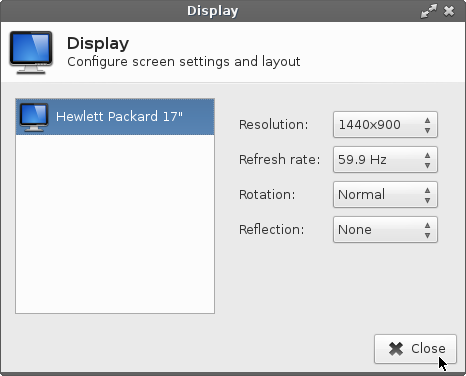 Display
Display
Configure screen settings and layout
Hewlett Packard 17"
Resolution: 1440x900
Refresh rate: 59.9 Hz
Rotation: Normal
Reflection: None
Close